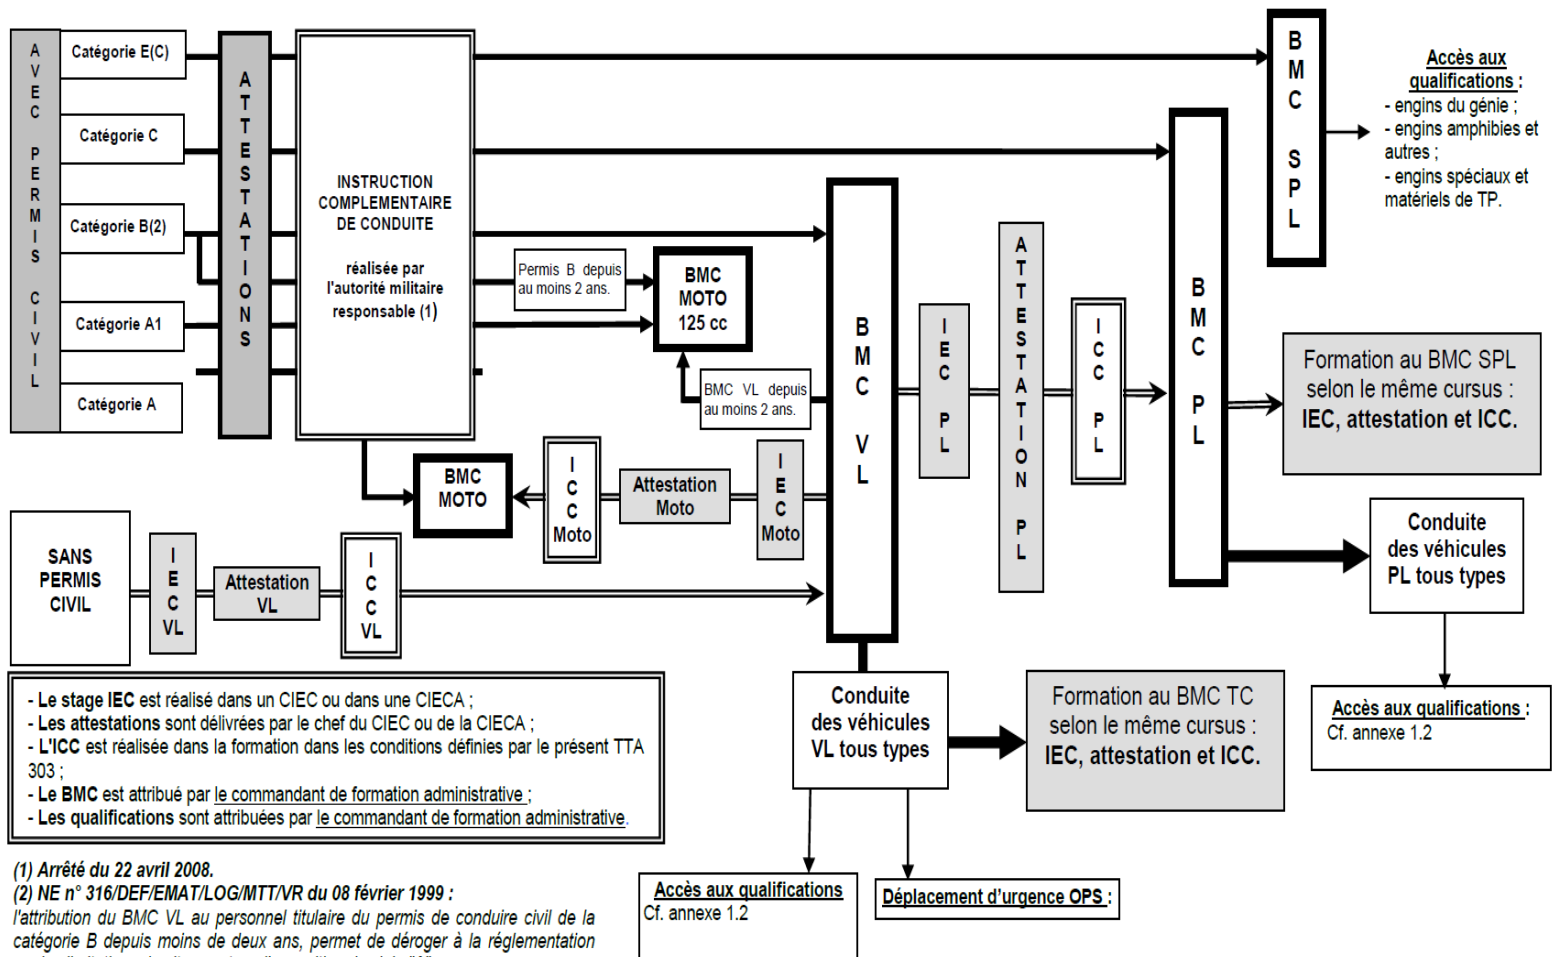 AVEC PERMIS CIVIL
Catégorie E(C)
Catégorie C
Catégorie B(2)
Catégorie A1
Catégorie A
ATTESTATIONS
INSTRUCTION
COMPLEMENTAIRE
DE CONDUITE
réalisée par
l'autorité militaire
responsable (1)
Permis B depuis
au moins 2 ans.
BMC
MOTO
125 cc
BMC VL depuis
au moins 2 ans.
BMC
MOTO
ICC
Moto
Attestation
Moto
IEC
Moto
SANS
PERMIS
CIVIL
IEC
VL
Attestation
VL
ICC
VL
BMC VL
IEC PL
ATTESTATION PL
ICC PL
BMC PL
BMC SPL
Accès aux
qualifications :
- engins du génie ;
- engins amphibies et
autres ;
- engins spéciaux et
matériels de TP.
Formation au BMC SPL
selon le même cursus :
IEC, attestation et ICC.
Conduite
des véhicules
PL tous types
Accès aux qualifications :
Cf. annexe 1.2
Conduite
des véhicules
VL tous types
Formation au BMC TC
selon le même cursus :
IEC, attestation et ICC.
Accès aux qualifications
Cf. annexe 1.2
Déplacement d'urgence OPS :
- Le stage IEC est réalisé dans un CIEC ou dans une CIECA ;
- Les attestations sont délivrées par le chef du CIEC ou de la CIECA ;
- L'ICC est réalisée dans la formation dans les conditions définies par le présent TTA
303 ;
- Le BMC est attribué par le commandant de formation administrative ;
- Les qualifications sont attribuées par le commandant de formation administrative.
(1) Arrêté du 22 avril 2008.
(2) NE n° 316/DEF/EMAT/LOG/MTT/VR du 08 février 1999 :
l'attribution du BMC VL au personnel titulaire du permis de conduire civil de la
catégorie B depuis moins de deux ans, permet de déroger à la réglementation